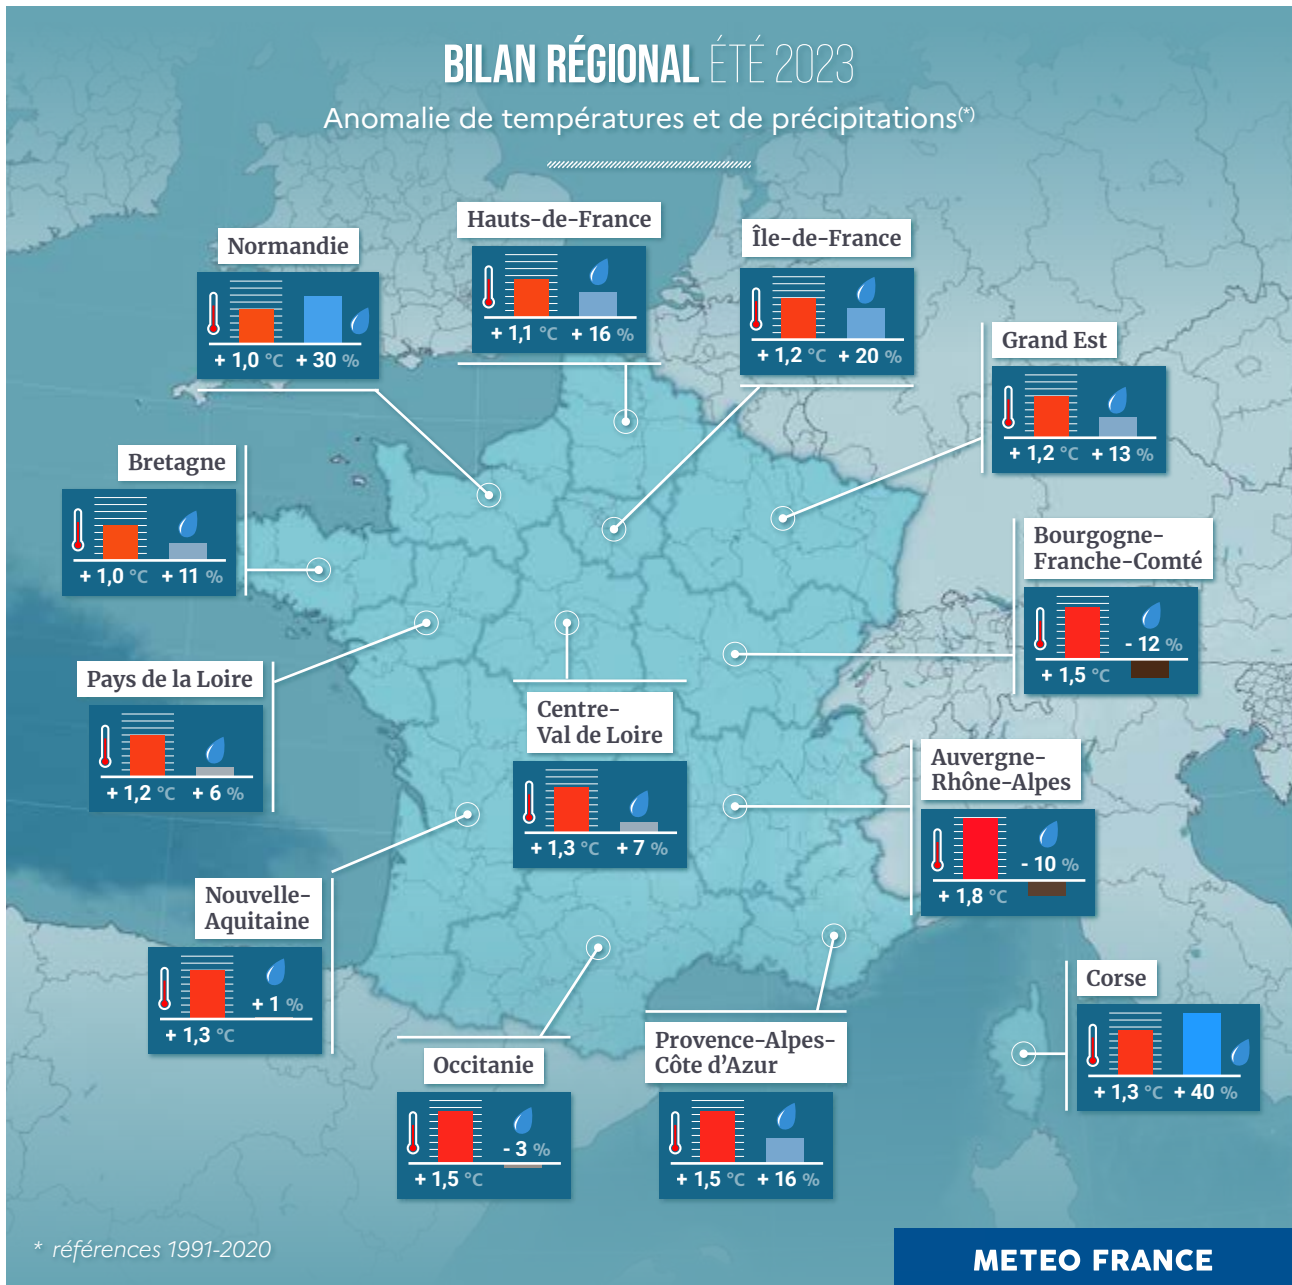 BILAN RÉGIONAL ÉTÉ 2023
Anomalie de températures et de précipitations(*)
Hauts-de-France
+ 1,1 °C + 16 %
Île-de-France
+ 1,2 °C + 20 %
Normandie
+ 1,0 °C + 30 %
Grand Est
+ 1,2 °C + 13 %
Bretagne
+ 1,0 °C + 11 %
Bourgogne-
Franche-Comté
- 12 %
+ 1,5 °C
Pays de la Loire
+ 1,2 °C + 6 %
Centre-
Val de Loire
+ 1,3 °C + 7 %
Auvergne-
Rhône-Alpes
- 10 %
+ 1,8 °C
Nouvelle-
Aquitaine
+ 1 %
+ 1,3 °C
Corse
+ 1,3 °C + 40 %
Occitanie
- 3 %
+ 1,5 °C
Provence-Alpes-
Côte d'Azur
+ 1,5 °C + 16 %
* références 1991-2020
METEO FRANCE